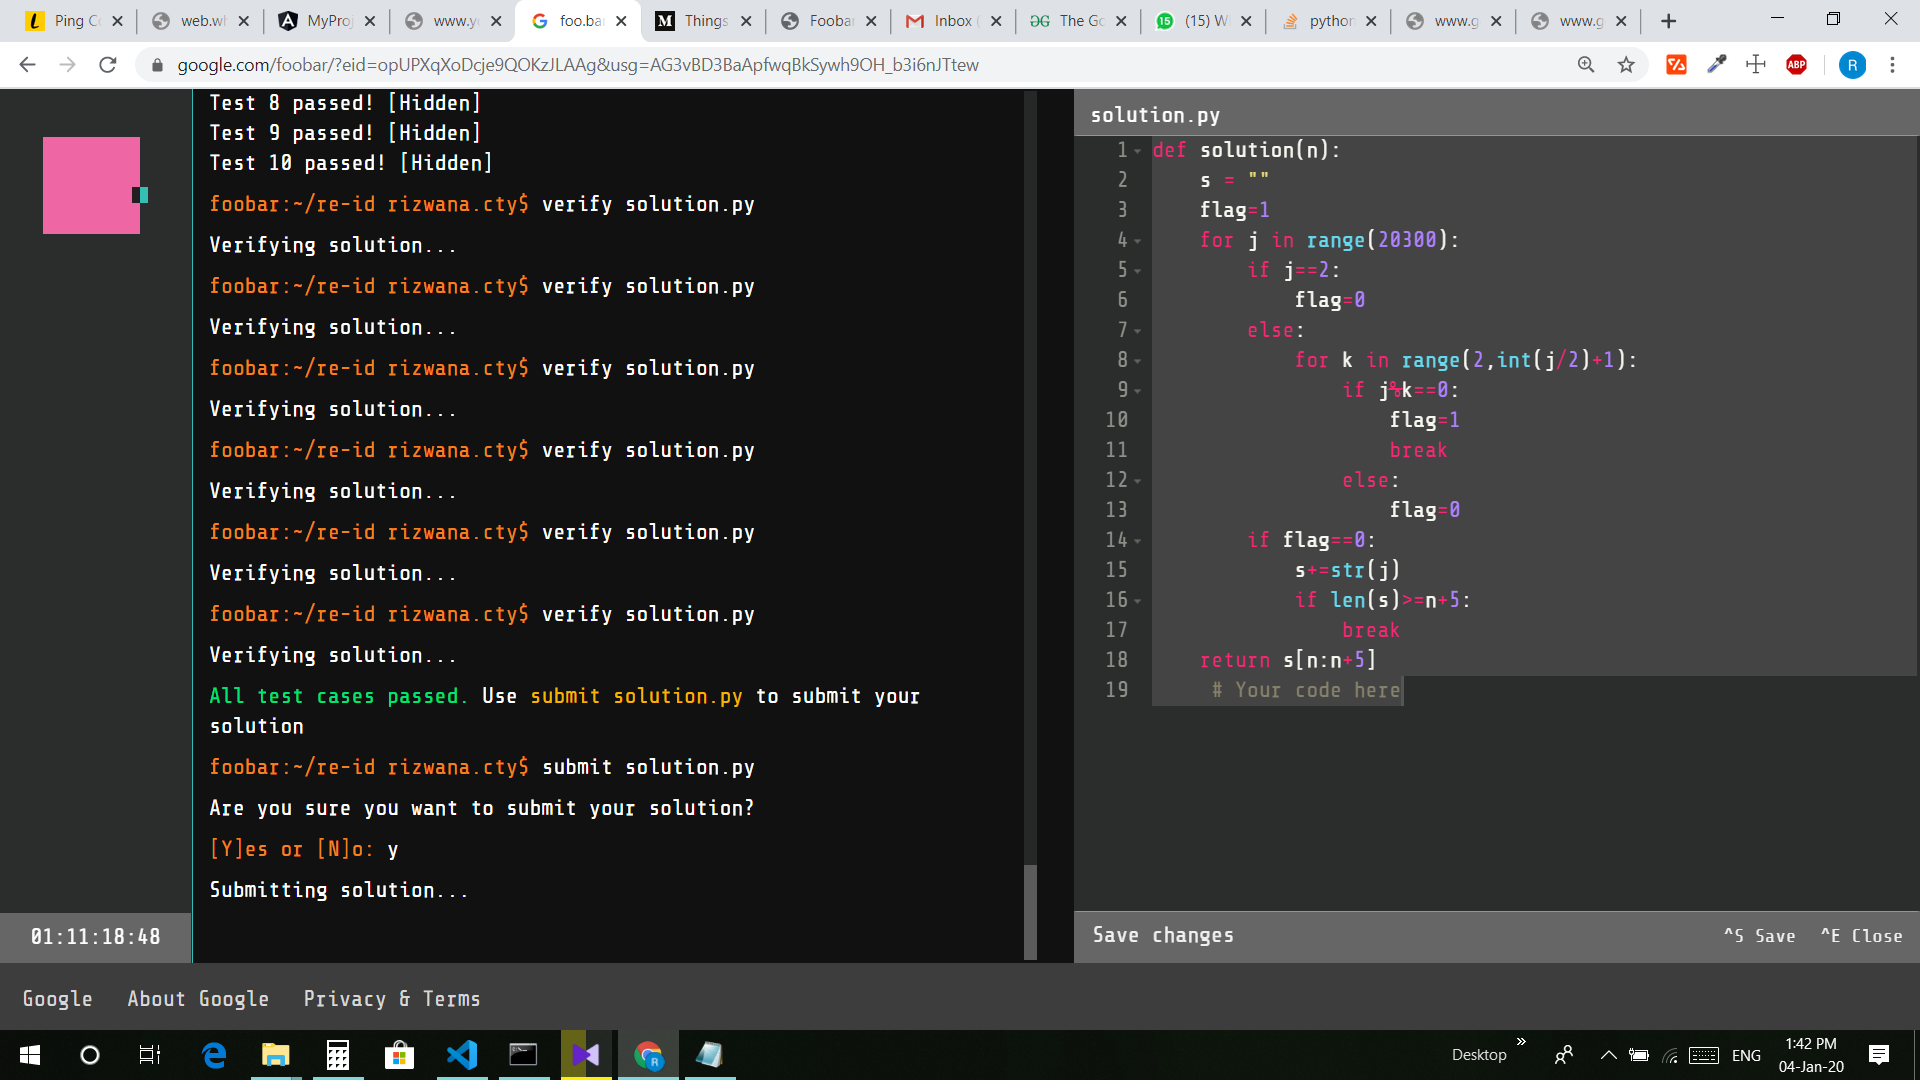 Ping C
web.wh
MyProj
www.y
foo.ba
Things
Fooba
Inbox (
The Ge
(15) W
python
www.g
www.g
google.com/foobar/?eid=opUPXqXoDcje9QOKzJLAAg&usg=AG3vBD3BaApfwqBkSywh9OH_b3i6nJTtew
ABP
R
Test 8 passed! [Hidden]
Test 9 passed! [Hidden]
Test 10 passed! [Hidden]
foobar:~/re-id rizwana.cty$ verify solution.py
Verifying solution...
foobar:~/re-id rizwana.cty$ verify solution.py
Verifying solution...
foobar:~/re-id rizwana.cty$ verify solution.py
Verifying solution...
foobar:~/re-id rizwana.cty$ verify solution.py
Verifying solution...
foobar:~/re-id rizwana.cty$ verify solution.py
Verifying solution...
foobar:~/re-id rizwana.cty$ verify solution.py
Verifying solution...
All test cases passed. Use submit solution.py to submit your
solution
foobar:~/re-id rizwana.cty$ submit solution.py
Are you sure you want to submit your solution?
[Y]es or [N]o: y
Submitting solution...
01:11:18:48
solution.py
1 def solution(n):
2 s = ""
3 flag=1
4 for j in range(20300):
5 if j==2:
6 flag=0
7 else:
8 for k in range(2,int(j/2)+1):
9 if j%k==0:
10 flag=1
11 break
12 else:
13 flag=0
14 if flag==0:
15 s+=str(j)
16 if len(s)>=n+5:
17 break
18 return s[n:n+5]
19 # Your code here
Save changes
^S Save ^E Close
Google About Google Privacy & Terms
Desktop
ENG
1:42 PM
04-Jan-20